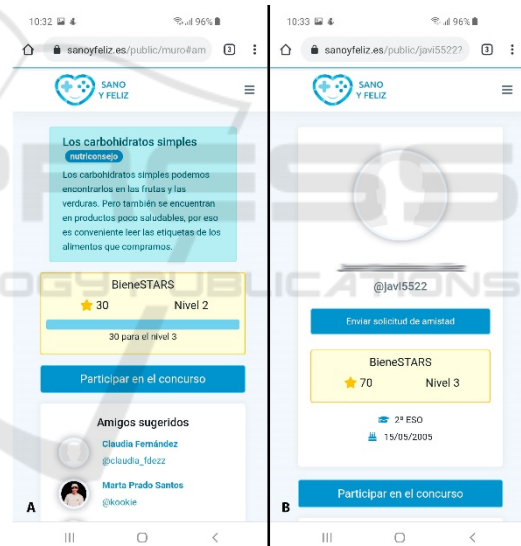 10:32
96%
sanoyfeliz.es/public/muro#am
3
SANO
Y FELIZ
Los carbohidratos simples
nutriconsejo
Los carbohidratos simples podemos
encontrarlos en las frutas y las
verduras. Pero también se encuentran
en productos poco saludables, por eso
es conveniente leer las etiquetas de los
alimentos que compramos.
BieneSTARS
30 Nivel 2
30 para el nivel 3
Participar en el concurso
Amigos sugeridos
Claudia Fernández
@claudia_fdezz
Marta Prado Santos
@kookie
A
10:33
96%
sanoyfeliz.es/public/javi5522?
3
SANO
Y FELIZ
@javi5522
Enviar solicitud de amistad
BieneSTARS
70 Nivel 3
2ª ESO
15/05/2005
Participar en el concurso
B
OGY PUBLICATIONS